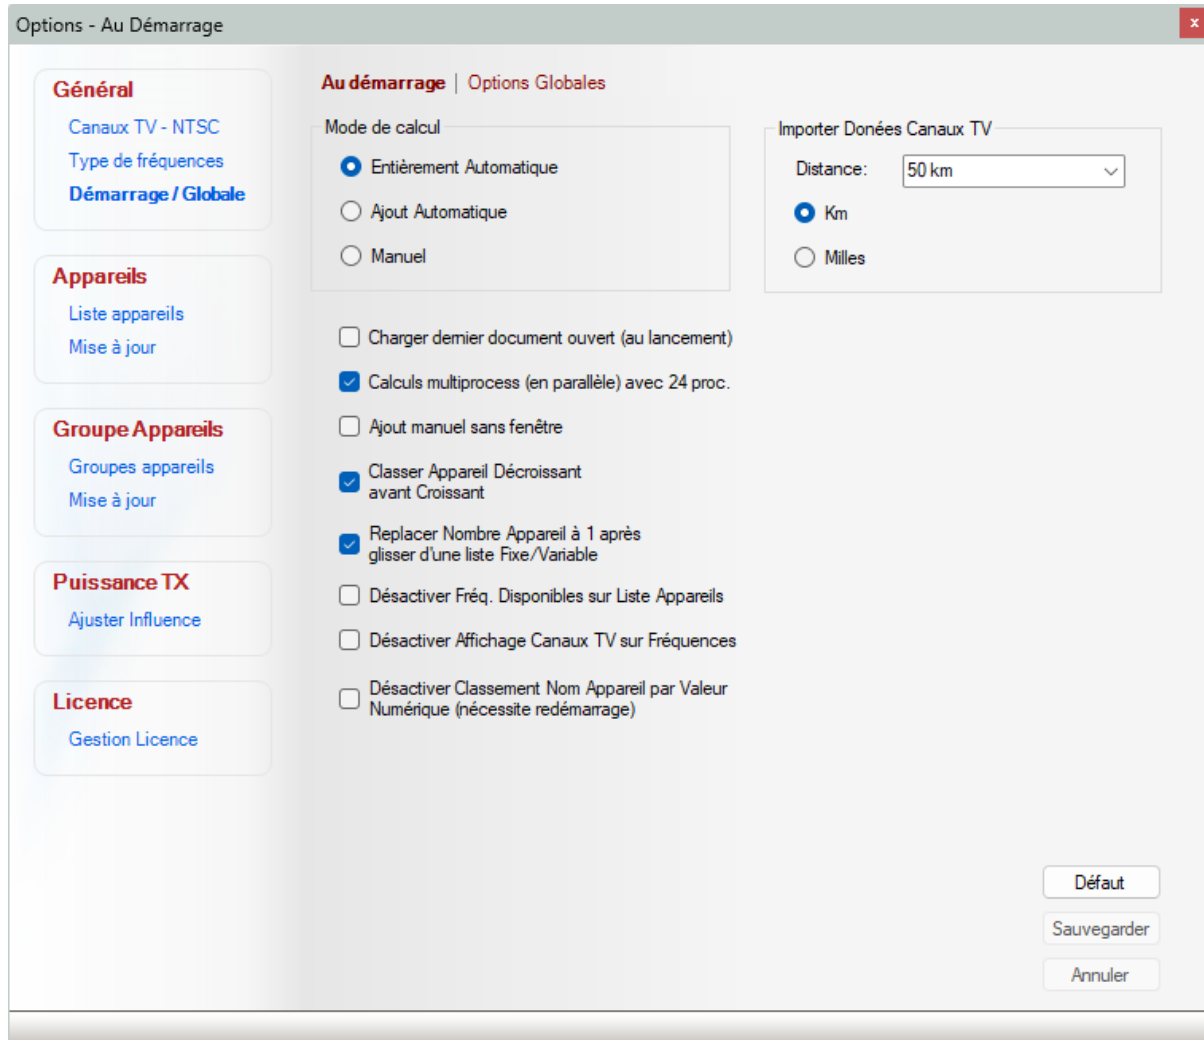 Options - Au Démarrage
x
Général
Canaux TV - NTSC
Type de fréquences
Démarrage / Globale
Appareils
Liste appareils
Mise à jour
Groupe Appareils
Groupes appareils
Mise à jour
Puissance TX
Ajuster Influence
Licence
Gestion Licence
Au démarrage | Options Globales
Mode de calcul
Entièrement Automatique
Ajout Automatique
Manuel
Importer Donées Canaux TV
Distance: 50 km
Km
Milles
Charger dernier document ouvert (au lancement)
Calculs multiprocess (en parallèle) avec 24 proc.
Ajout manuel sans fenêtre
Classer Appareil Décroissant
avant Croissant
Replacer Nombre Appareil à 1 après
glisser d'une liste Fixe/Variable
Désactiver Fréq. Disponibles sur Liste Appareils
Désactiver Affichage Canaux TV sur Fréquences
Désactiver Classement Nom Appareil par Valeur
Numérique (nécessite redémarrage)
Défaut
Sauvegarder
Annuler